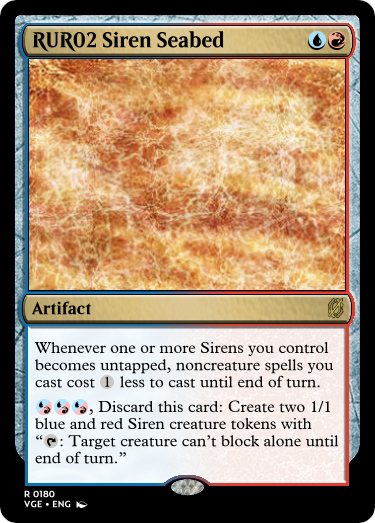 RUR02 Siren Seabed
Artifact
Whenever one or more Sirens you control
becomes untapped, noncreature spells you
cast cost 1 less to cast until end of turn.
, Discard this card: Create two 1/1
blue and red Siren creature tokens with
“: Target creature can’t block alone until
end of turn.”
R 0180
VGE • ENG